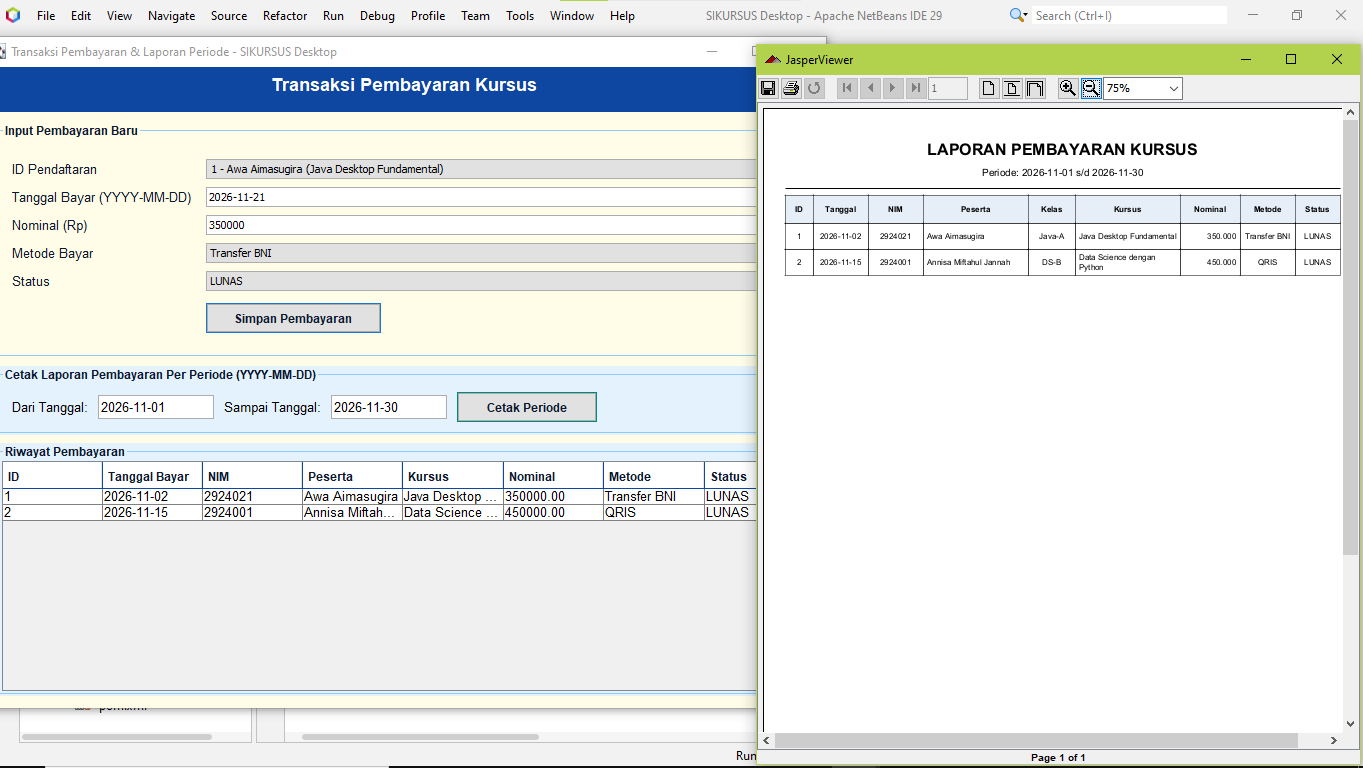 File Edit View Navigate Source Refactor Run Debug Profile Team Tools Window Help SIKURSUS Desktop - Apache NetBeans IDE 29 Search (Ctrl+I)
Transaksi Pembayaran & Laporan Periode - SIKURSUS Desktop
Transaksi Pembayaran Kursus
Input Pembayaran Baru
ID Pendaftaran 1 - Awa Aimasugira (Java Desktop Fundamental)
Tanggal Bayar (YYYY-MM-DD) 2026-11-21
Nominal (Rp) 350000
Metode Bayar Transfer BNI
Status LUNAS
Simpan Pembayaran
Cetak Laporan Pembayaran Per Periode (YYYY-MM-DD)
Dari Tanggal: 2026-11-01 Sampai Tanggal: 2026-11-30 Cetak Periode
Riwayat Pembayaran
ID Tanggal Bayar NIM Peserta Kursus Nominal Metode Status
1 2026-11-02 2924021 Awa Aimasugira Java Desktop ... 350000.00 Transfer BNI LUNAS
2 2026-11-15 2924001 Annisa Miftah... Data Science ... 450000.00 QRIS LUNAS
JasperViewer
1 75%
LAPORAN PEMBAYARAN KURSUS
Periode: 2026-11-01 s/d 2026-11-30
ID Tanggal NIM Peserta Kelas Kursus Nominal Metode Status
1 2026-11-02 2924021 Awa Aimasugira Java-A Java Desktop Fundamental 350.000 Transfer BNI LUNAS
2 2026-11-15 2924001 Annisa Miftahul Jannah DS-B Data Science dengan Python 450.000 QRIS LUNAS
Page 1 of 1